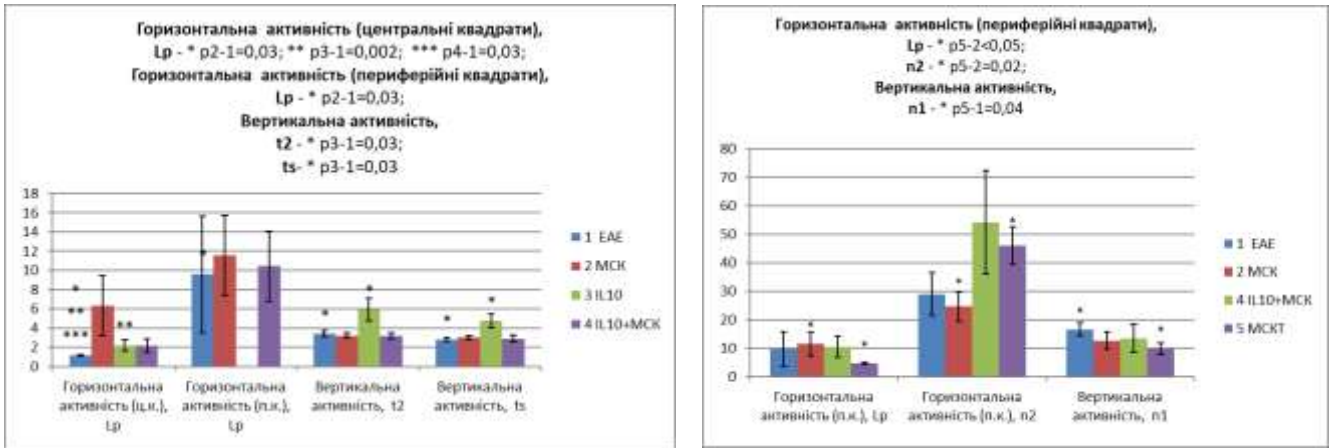 Горизонтальна активність (центральні квадрати),
Lp - * p2-1=0,03; ** p3-1=0,002; *** p4-1=0,03;
Горизонтальна активність (периферійні квадрати),
Lp - * p2-1=0,03;
Вертикальна активність,
t2 - * p3-1=0,03;
ts- * p3-1=0,03
18
16
14
12
10
8
6
4
2
0
*
**
***
**
*
*
*
*
*
Горизонтальна активність (ц.к.), Lp
Горизонтальна активність (п.к.), Lp
Вертикальна активність, t2
Вертикальна активність, ts
1 EAE
2 МСК
3 IL10
4 IL10+МСК
Горизонтальна активність (периферійні квадрати),
Lp - * p5-2<0,05;
n2 - * p5-2=0,02;
Вертикальна активність,
n1 - * p5-1=0,04
80
70
60
50
40
30
20
10
0
*
*
*
*
*
*
Горизонтальна активність (п.к.), Lp
Горизонтальна активність (п.к.), n2
Вертикальна активність, n1
1 EAE
2 МСК
4 IL10+МСК
5 МСКТ